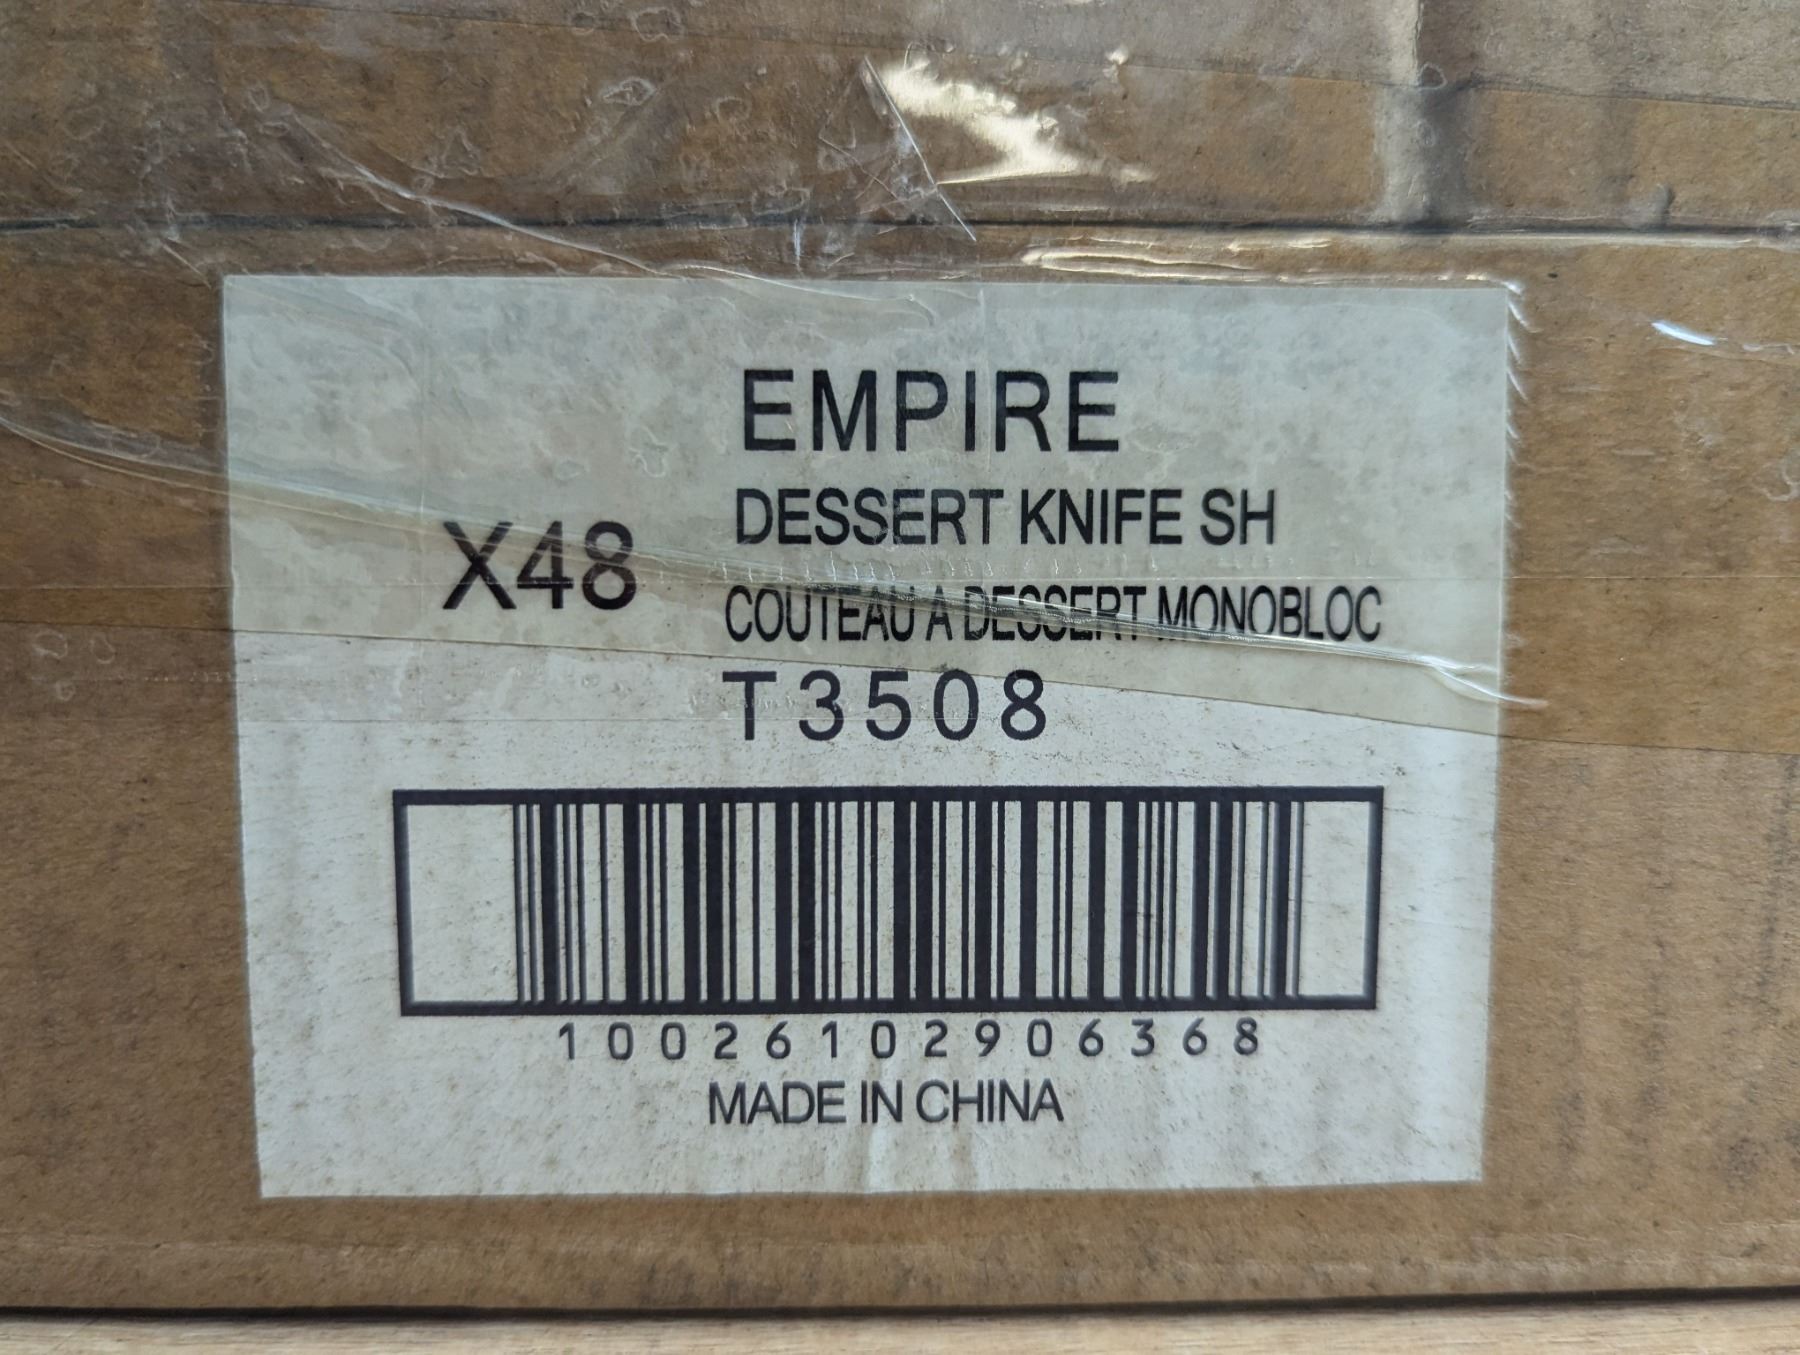 EMPIRE
DESSERT KNIFE SH
X48
COUTEAU A DESSERT MONOBLOC
T3508
10026102906368
MADE IN CHINA